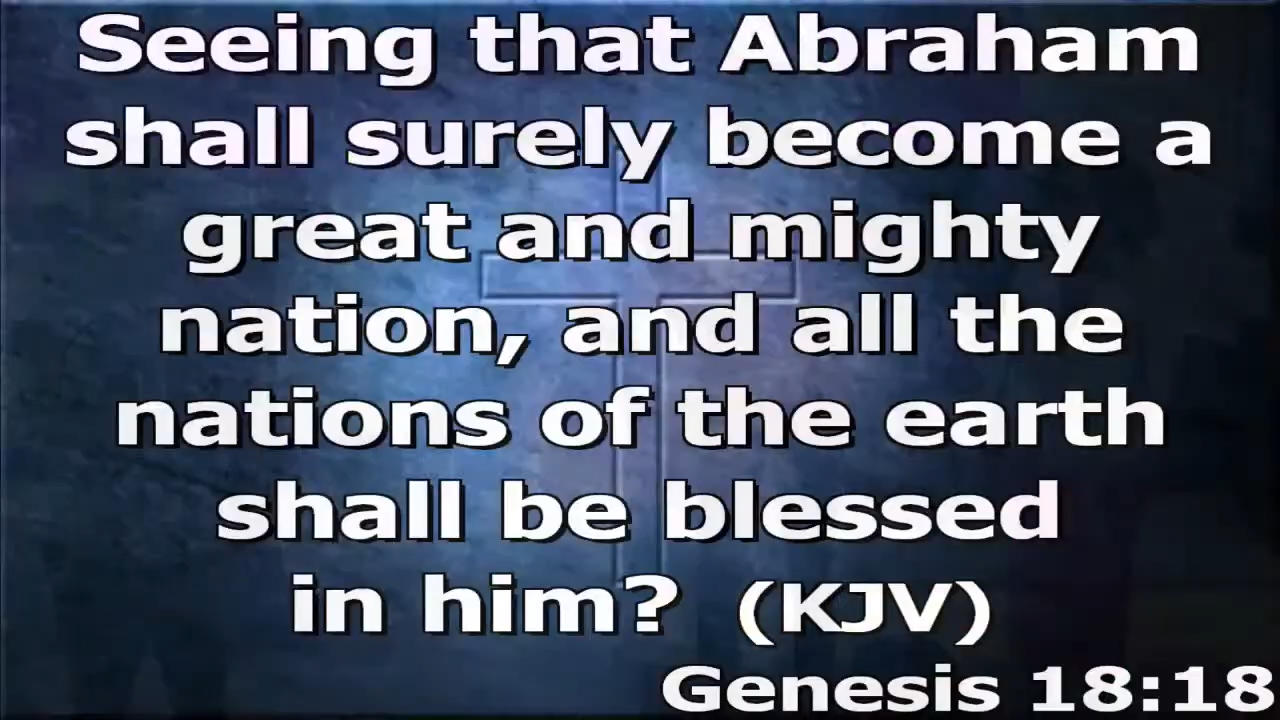 Seeing that Abraham
shall surely become a
great and mighty
nation, and all the
nations of the earth
shall be blessed
in him? (KJV)
Genesis 18:18